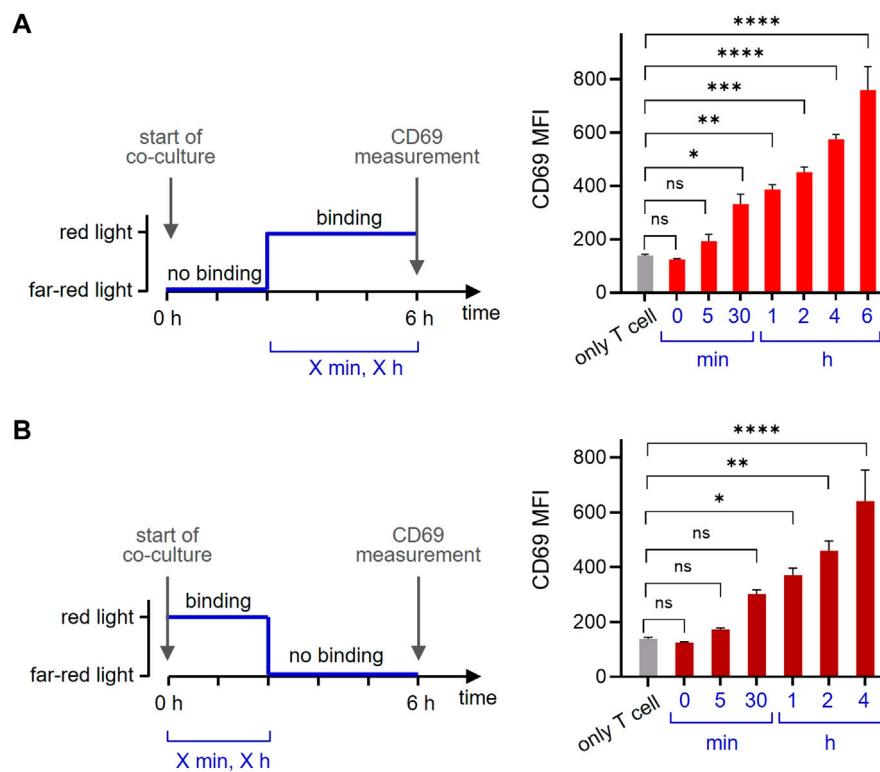 A
start of
co-culture
CD69
measurement
red light
binding
far-red light
no binding
0 h
6 h
time
X min, X h
****
****
***
**
*
ns
ns
CD69 MFI
800
600
400
200
0
only T cell
0 5 30 1 2 4 6
min h
B
start of
co-culture
CD69
measurement
red light
binding
far-red light
no binding
0 h
6 h
time
X min, X h
****
**
*
ns
ns
ns
CD69 MFI
800
600
400
200
0
only T cell
0 5 30 1 2 4
min h